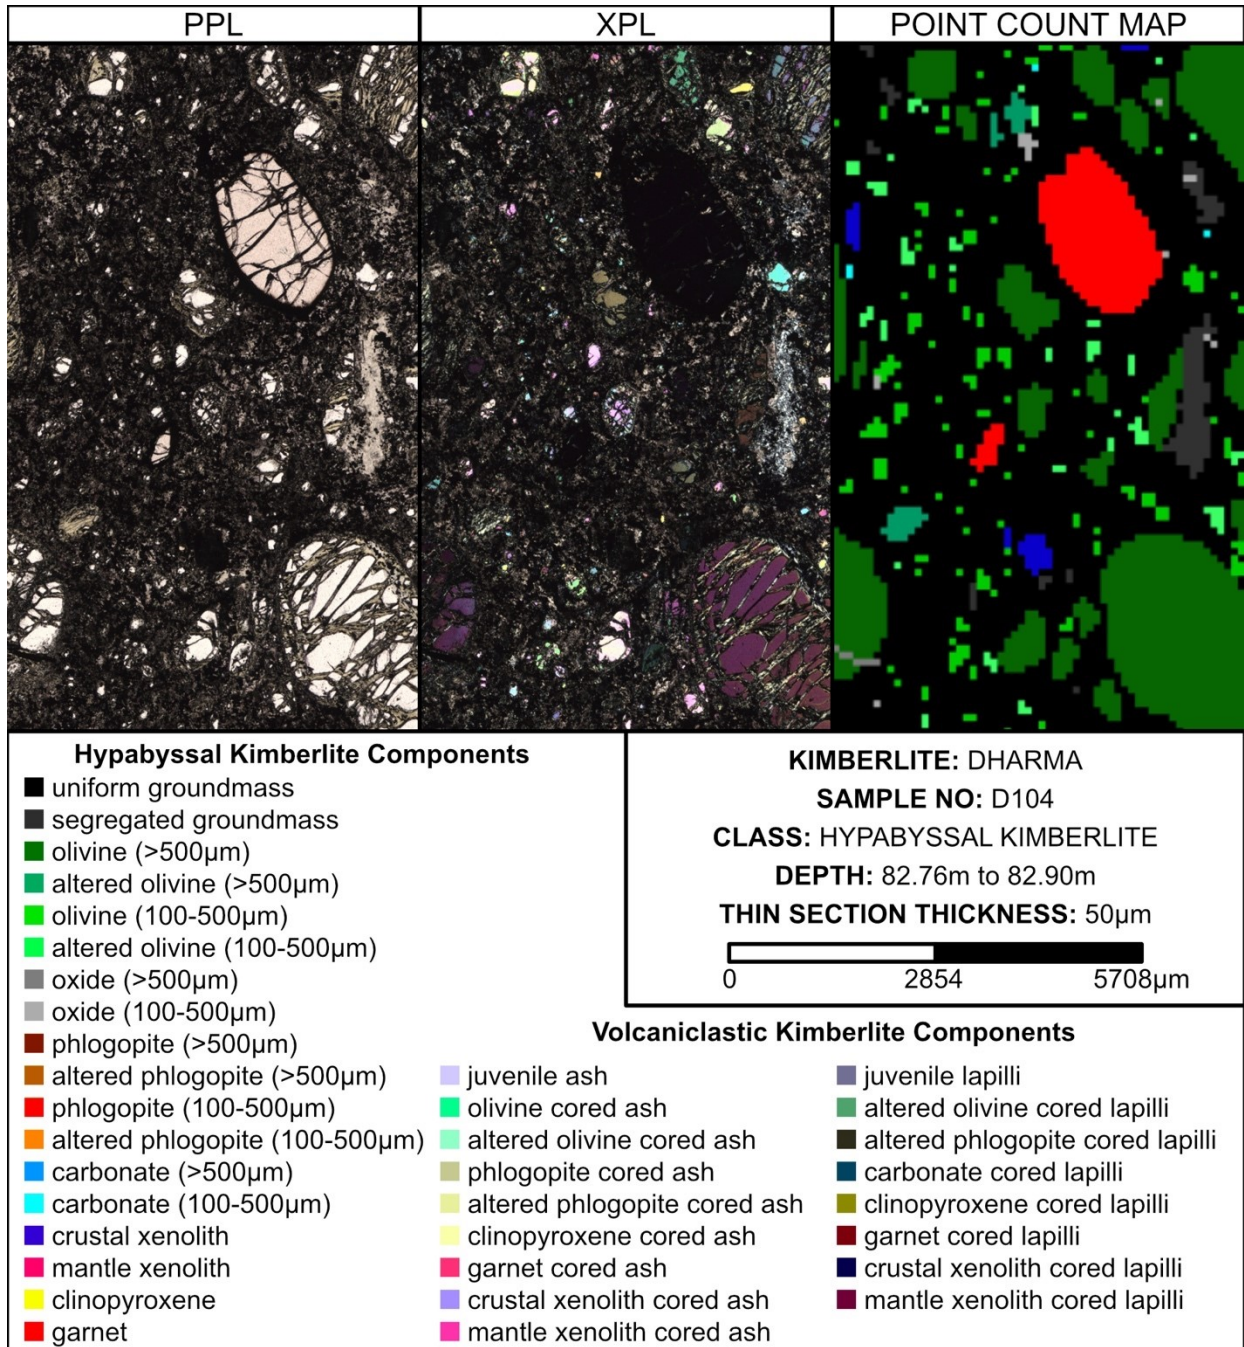 PPL
XPL
POINT COUNT MAP
Hypabyssal Kimberlite Components
uniform groundmass
segregated groundmass
olivine (>500µm)
altered olivine (>500µm)
olivine (100-500µm)
altered olivine (100-500µm)
oxide (>500µm)
oxide (100-500µm)
phlogopite (>500µm)
altered phlogopite (>500µm)
phlogopite (100-500µm)
altered phlogopite (100-500µm)
carbonate (>500µm)
carbonate (100-500µm)
crustal xenolith
mantle xenolith
clinopyroxene
garnet
KIMBERLITE: DHARMA
SAMPLE NO: D104
CLASS: HYPABYSSAL KIMBERLITE
DEPTH: 82.76m to 82.90m
THIN SECTION THICKNESS: 50µm
0 2854 5708µm
Volcaniclastic Kimberlite Components
juvenile ash
olivine cored ash
altered olivine cored ash
phlogopite cored ash
altered phlogopite cored ash
clinopyroxene cored ash
garnet cored ash
crustal xenolith cored ash
mantle xenolith cored ash
juvenile lapilli
altered olivine cored lapilli
altered phlogopite cored lapilli
carbonate cored lapilli
clinopyroxene cored lapilli
garnet cored lapilli
crustal xenolith cored lapilli
mantle xenolith cored lapilli